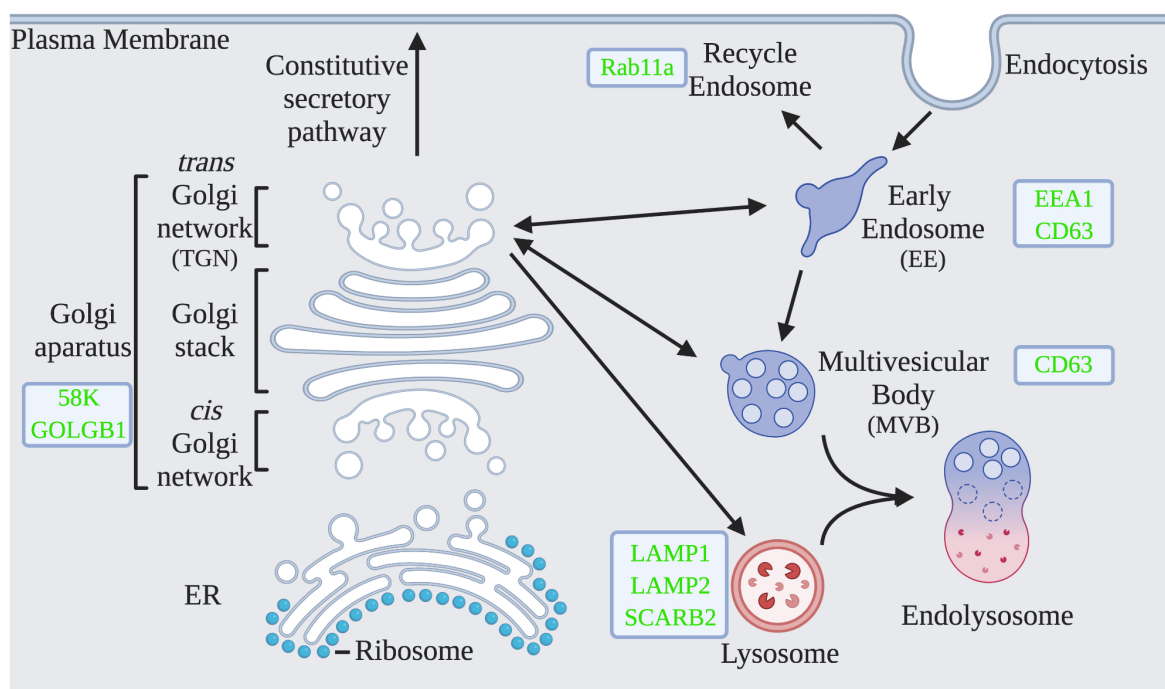 Plasma Membrane
Constitutive
secretory
pathway
Rab11a
Recycle
Endosome
Endocytosis
trans
Golgi
network
(TGN)
Early
Endosome
(EE)
EEA1
CD63
Golgi
aparatus
58K
GOLGB1
Golgi
stack
Multivesicular
Body
(MVB)
CD63
cis
Golgi
network
ER
Ribosome
LAMP1
LAMP2
SCARB2
Lysosome
Endolysosome